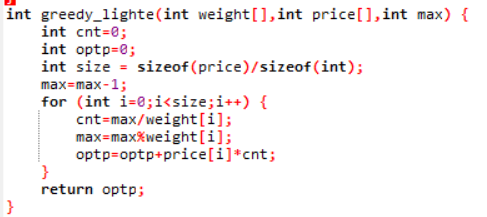 int greedy_lighte(int weight[],int price[],int max) {
int cnt=0;
int optp=0;
int size = sizeof(price)/sizeof(int);
max=max-1;
for (int i=0;i<size;i++) {
cnt=max/weight[i];
max=max%weight[i];
optp=optp+price[i]*cnt;
}
return optp;
}